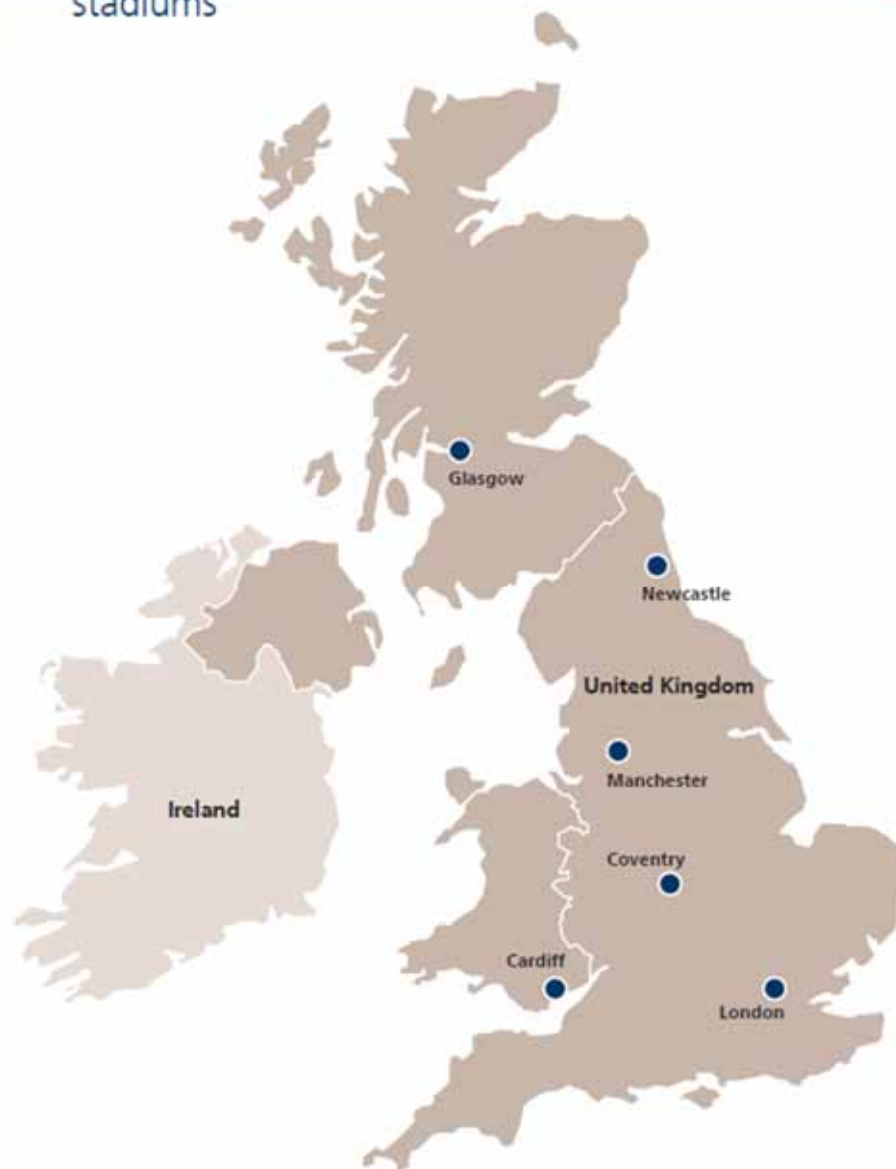 stadiums
Glasgow
Newcastle
United Kingdom
Manchester
Ireland
Coventry
Cardiff
London